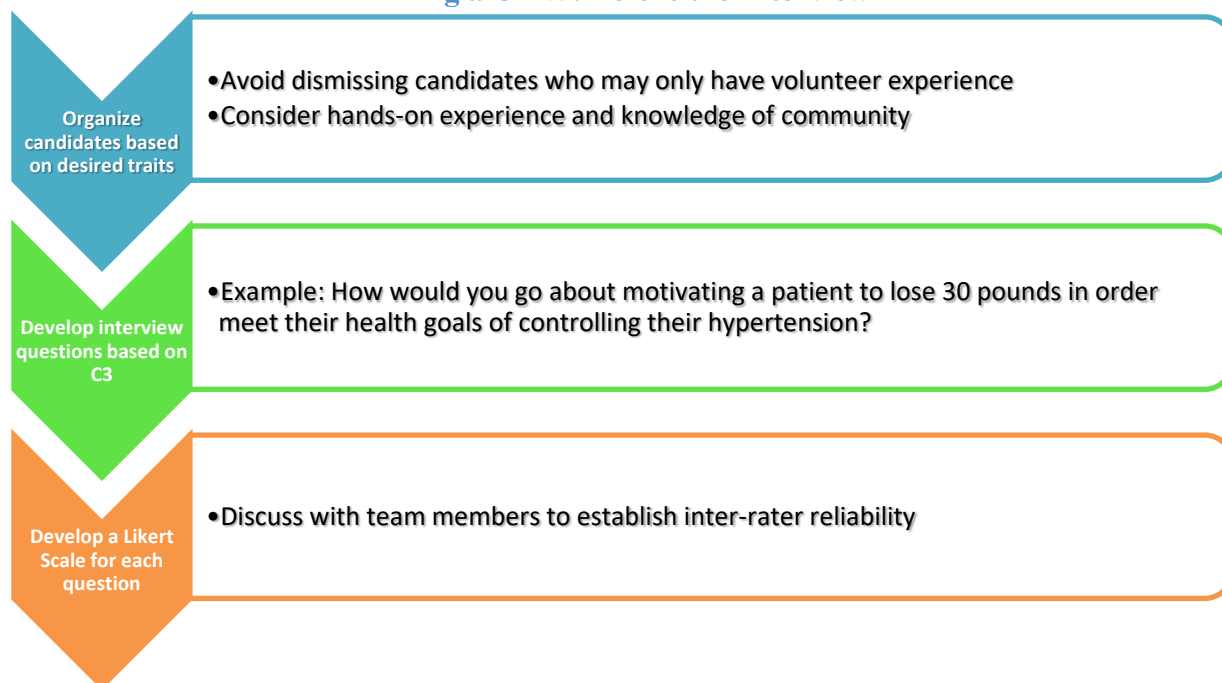 •Avoid dismissing candidates who may only have volunteer experience
•Consider hands-on experience and knowledge of community
Organize
candidates based
on desired traits
•Example: How would you go about motivating a patient to lose 30 pounds in order
meet their health goals of controlling their hypertension?
Develop interview
questions based on
C3
•Discuss with team members to establish inter-rater reliability
Develop a Likert
Scale for each
question